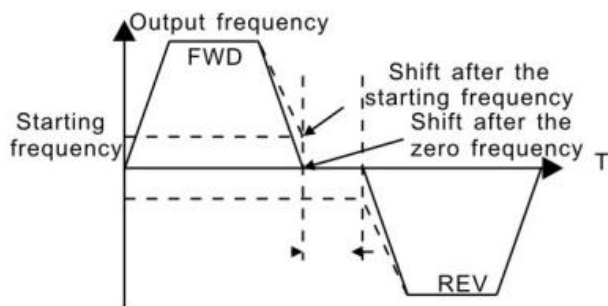 Output frequency
FWD
Shift after the
starting frequency
Starting
frequency
Shift after the
zero frequency
T
REV